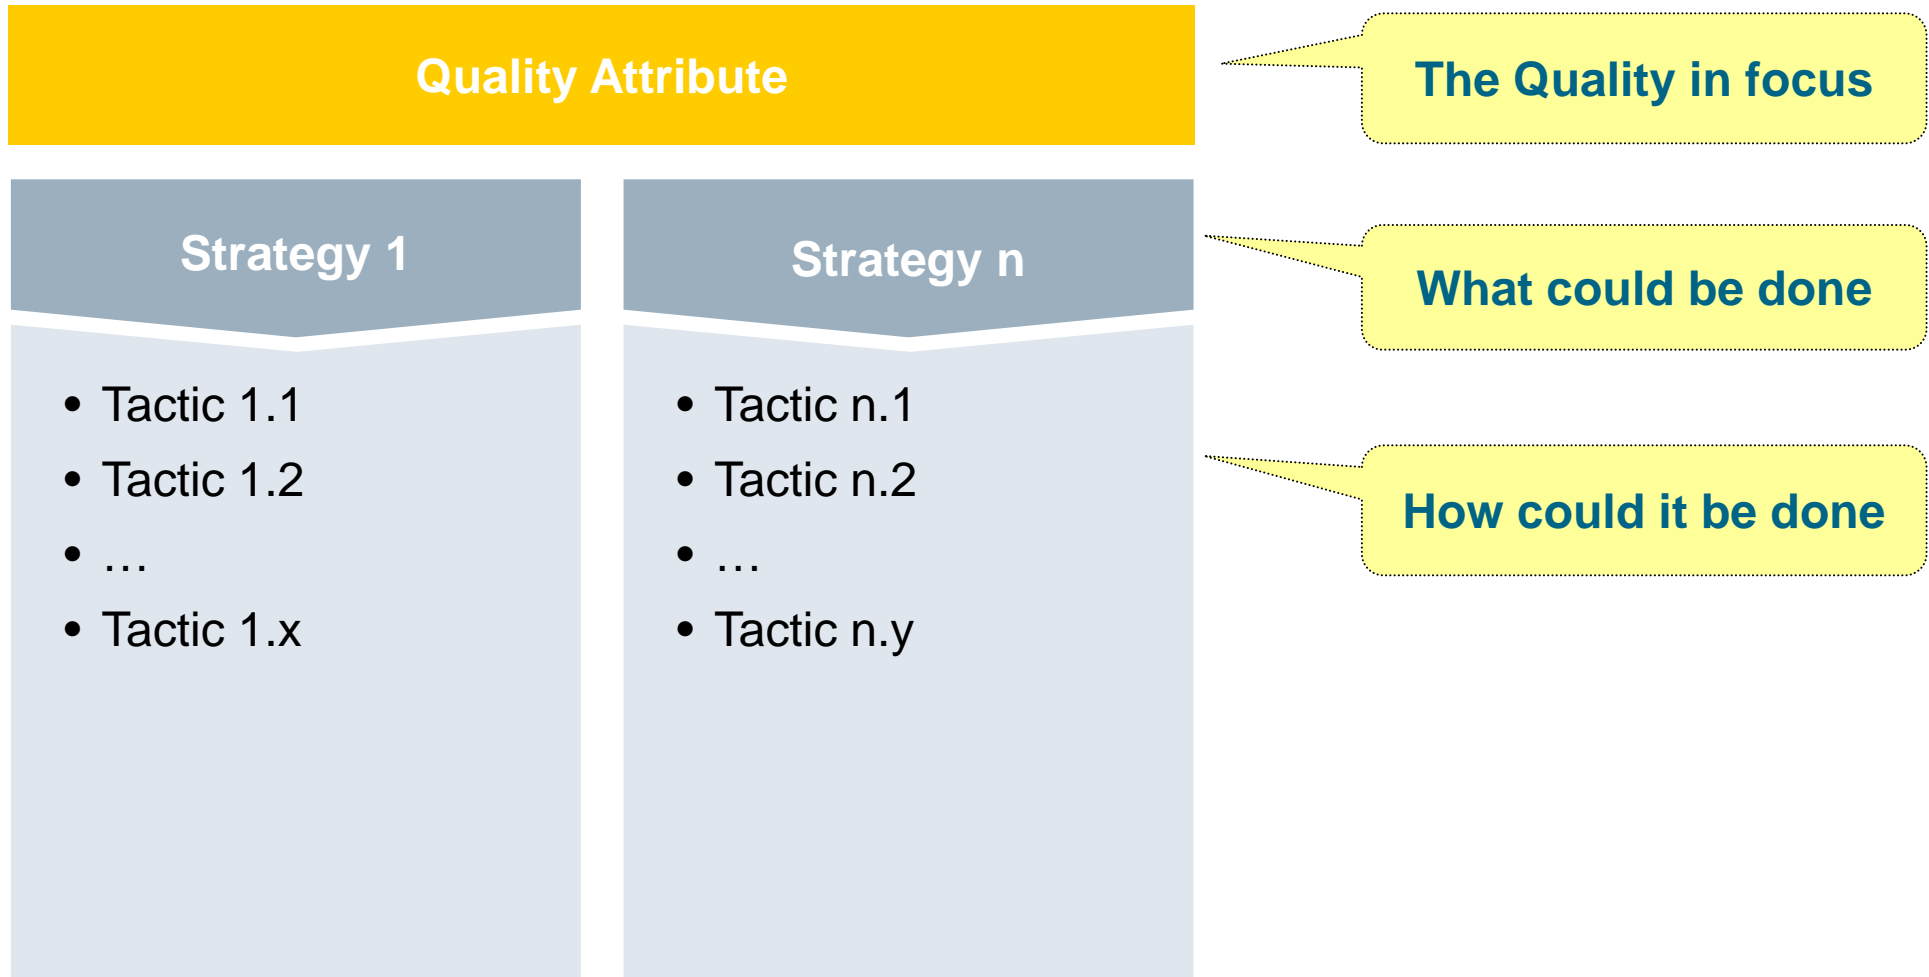 Quality Attribute
The Quality in focus
Strategy 1
Strategy n
What could be done
• Tactic 1.1
• Tactic 1.2
• …
• Tactic 1.x
• Tactic n.1
• Tactic n.2
• …
• Tactic n.y
How could it be done